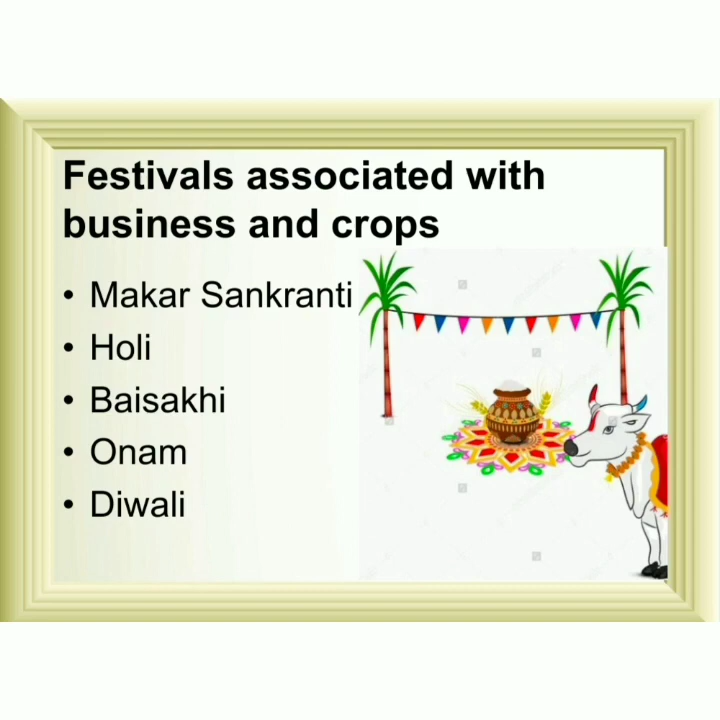 Festivals associated with
business and crops
• Makar Sankranti
• Holi
• Baisakhi
• Onam
• Diwali